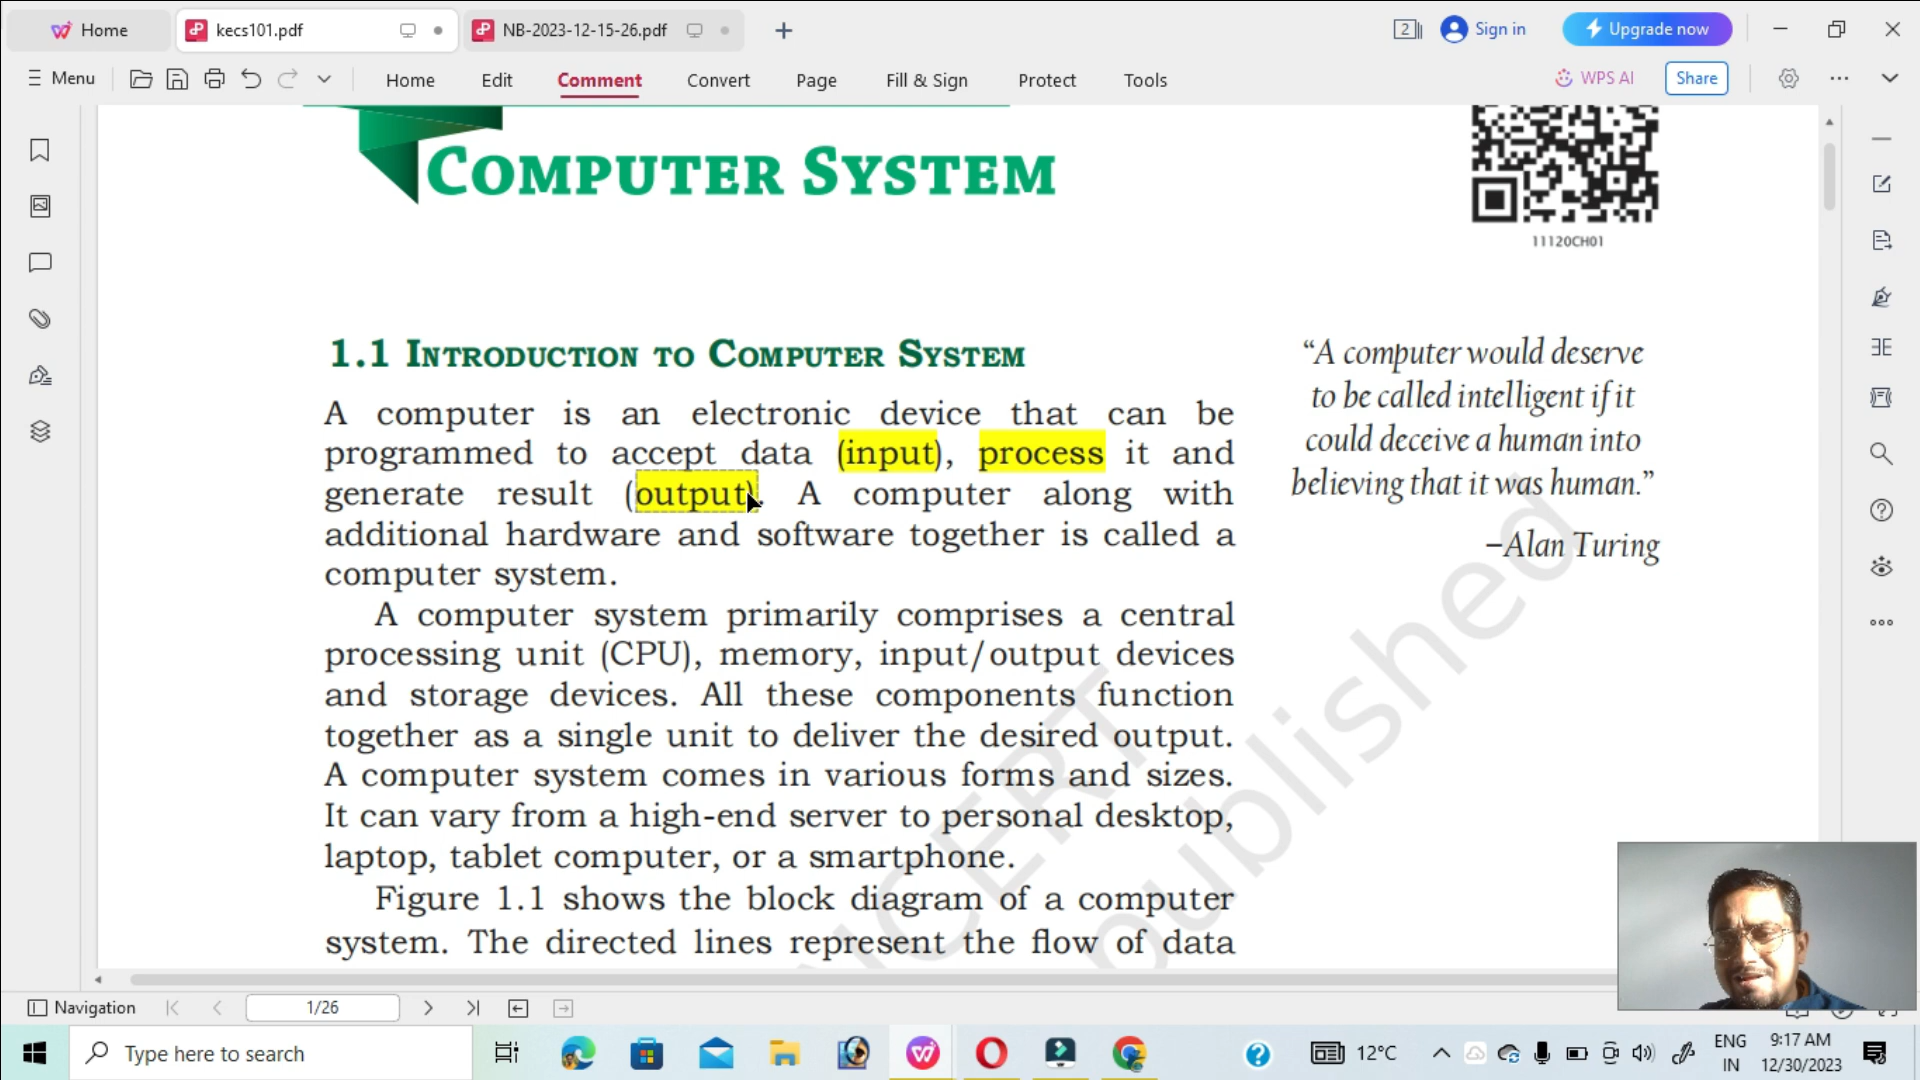 Home
kecs101.pdf
NB-2023-12-15-26.pdf
2
Sign in
Upgrade now
Menu
Home
Edit
Comment
Convert
Page
Fill & Sign
Protect
Tools
WPS AI
Share
COMPUTER SYSTEM
11120CH01
1.1 INTRODUCTION TO COMPUTER SYSTEM
A computer is an electronic device that can be
programmed to accept data (input), process it and
generate result (output). A computer along with
additional hardware and software together is called a
computer system.
A computer system primarily comprises a central
processing unit (CPU), memory, input/output devices
and storage devices. All these components function
together as a single unit to deliver the desired output.
A computer system comes in various forms and sizes.
It can vary from a high-end server to personal desktop,
laptop, tablet computer, or a smartphone.
Figure 1.1 shows the block diagram of a computer
system. The directed lines represent the flow of data
“A computer would deserve
to be called intelligent if it
could deceive a human into
believing that it was human.”
–Alan Turing
NCERT
published
Navigation
1/26
Type here to search
12°C
ENG
IN
9:17 AM
12/30/2023